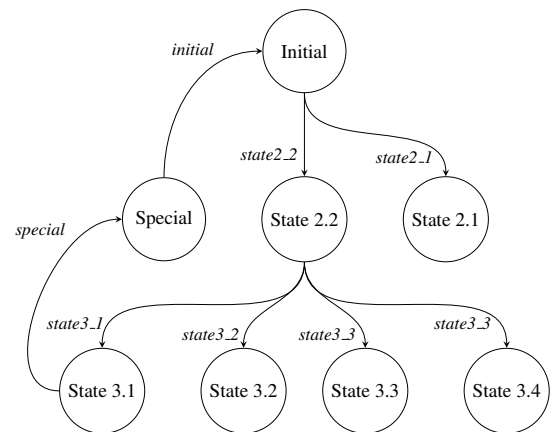 initial
Initial
state2_2
state2_1
special
Special
State 2.2
State 2.1
state3_1
state3_2
state3_3
state3_3
State 3.1
State 3.2
State 3.3
State 3.4